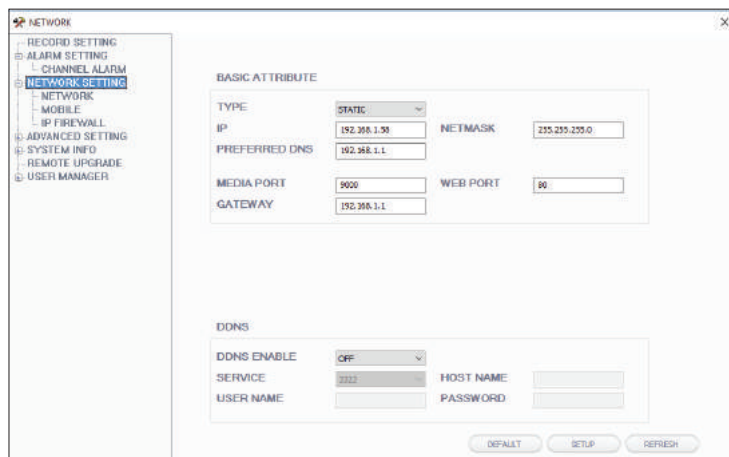 NETWORK
RECORD SETTING
ALARM SETTING
CHANNEL ALARM
NETWORK SETTING
NETWORK
MOBILE
IP FIREWALL
ADVANCED SETTING
SYSTEM INFO
REMOTE UPGRADE
USER MANAGER
BASIC ATTRIBUTE
TYPE STATIC
IP 192.168.1.58 NETMASK 255.255.255.0
PREFERRED DNS 192.168.1.1
MEDIA PORT 9000 WEB PORT 80
GATEWAY 192.168.1.1
DDNS
DDNS ENABLE OFF
SERVICE 3322 HOST NAME
USER NAME PASSWORD
DEFAULT SETUP REFRESH